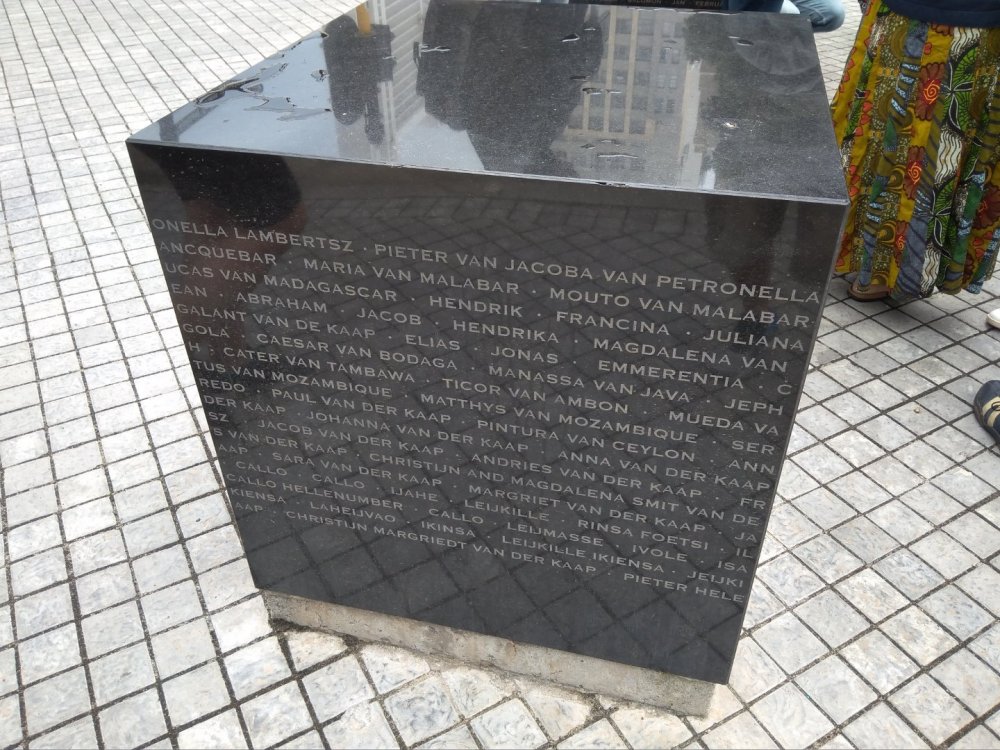 SALOMON · JAN · FEBRU
ONELLA LAMBERTSZ · PIETER VAN JACOBA VAN PETRONELLA
ANCQUEBAR · MARIA VAN MALABAR · MOUTO VAN MALABAR
UCAS VAN MADAGASCAR · HENDRIK · FRANCINA · JULIANA
EAN · ABRAHAM · JACOB · HENDRIKA · MAGDALENA VAN
GALANT VAN DE KAAP · ELIAS · JONAS · EMMERENTIA · C
GOLA · CAESAR VAN BODAGA · MANASSA VAN JAVA · JEPH
H · CATER VAN TAMBAWA · TICOR VAN AMBON · MUEDA VA
TUS VAN MOZAMBIQUE · MATTHYS VAN MOZAMBIQUE · SER
REDO · PAUL VAN DER KAAP · PINTURA VAN CEYLON · ANN
DER KAAP · JOHANNA VAN DER KAAP · ANNA VAN DER KAAP
SZ · JACOB VAN DER KAAP · ANDRIES VAN DER KAAP · FR
S VAN DER KAAP · CHRISTIJN AND MAGDALENA SMIT VAN DE
AAP · SARA VAN DER KAAP · MARGRIET VAN DER KAAP · JA
CALLO · CALLO · IJAHE · LEIJKILLE · RINSA FOETSI · IL
CALLO HELLENUMBER · CALLO · LEIJMASSE · IVOLE · ISA
KIENSA · LAHEIJVAO · IKINSA · LEIJKILLE IKIENSA · JEIJKI
AAP · CHRISTIJN MARGRIEDT VAN DER KAAP · PIETER HELE